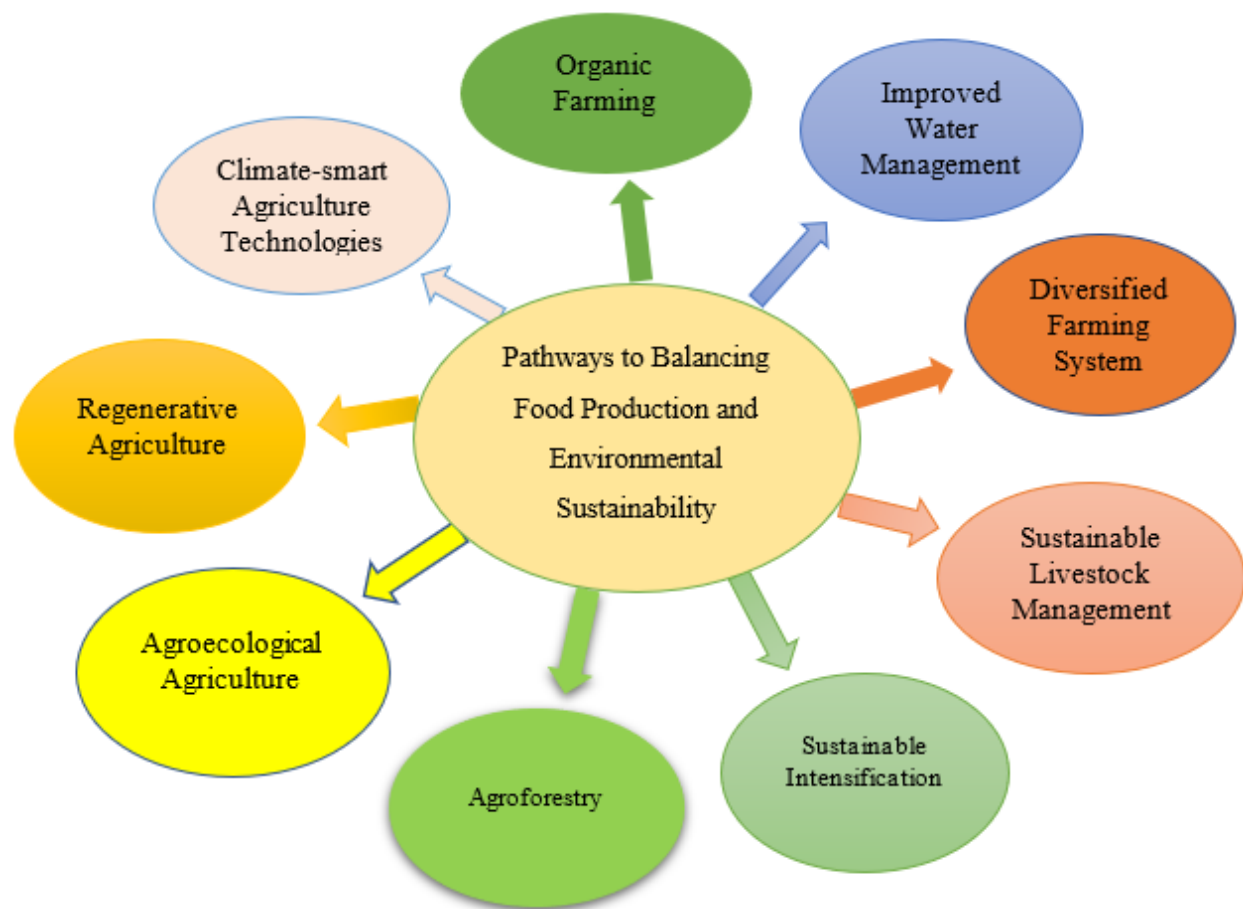 Organic
Farming
Improved
Water
Management
Climate-smart
Agriculture
Technologies
Diversified
Farming
System
Pathways to Balancing
Food Production and
Environmental
Sustainability
Regenerative
Agriculture
Sustainable
Livestock
Management
Agroecological
Agriculture
Sustainable
Intensification
Agroforestry